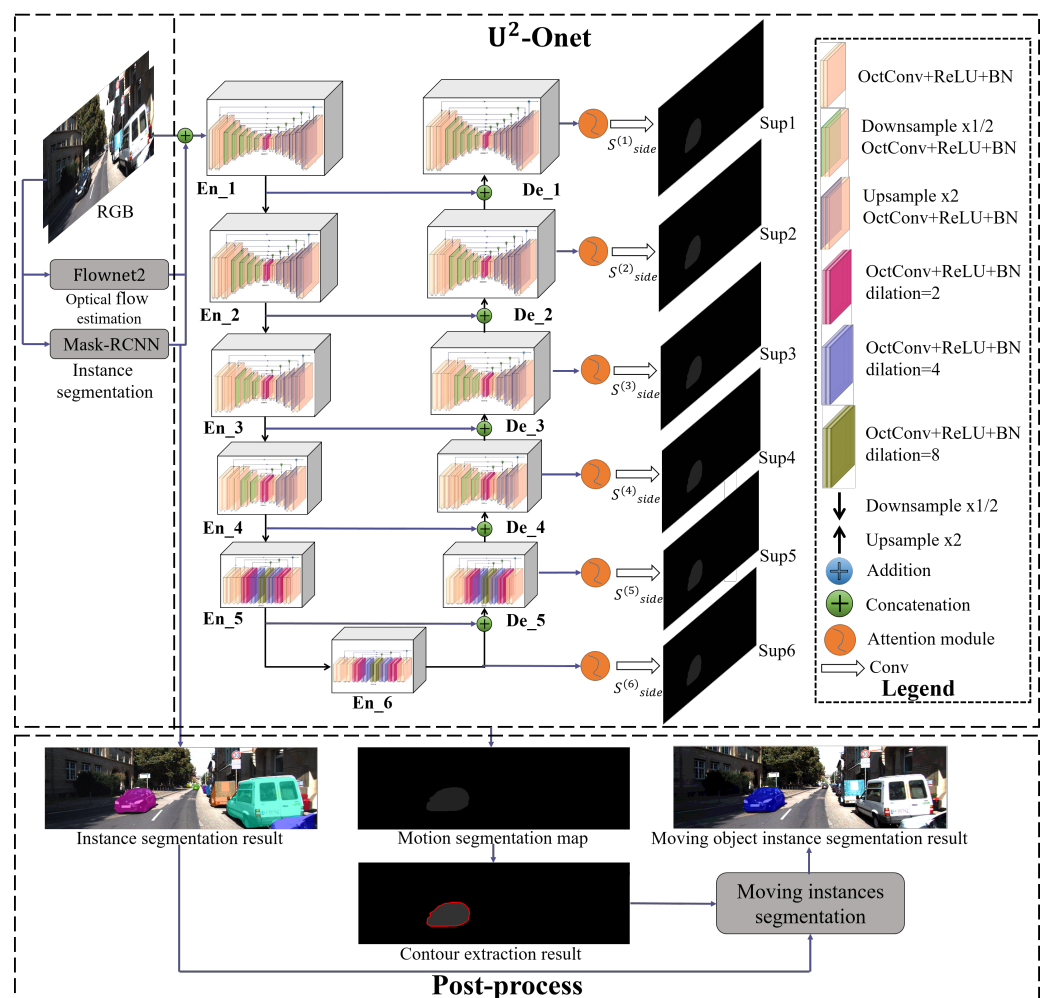 U²-Onet
RGB
Flownet2
Optical flow
estimation
Mask-RCNN
Instance
segmentation
En_1
En_2
En_3
En_4
En_5
En_6
De_1
De_2
De_3
De_4
De_5
S⁽¹⁾side
S⁽²⁾side
S⁽³⁾side
S⁽⁴⁾side
S⁽⁵⁾side
S⁽⁶⁾side
Sup1
Sup2
Sup3
Sup4
Sup5
Sup6
OctConv+ReLU+BN
Downsample x1/2
OctConv+ReLU+BN
Upsample x2
OctConv+ReLU+BN
OctConv+ReLU+BN
dilation=2
OctConv+ReLU+BN
dilation=4
OctConv+ReLU+BN
dilation=8
Downsample x1/2
Upsample x2
Addition
Concatenation
Attention module
Conv
Legend
Instance segmentation result
Motion segmentation map
Moving object instance segmentation result
Contour extraction result
Moving instances
segmentation
Post-process